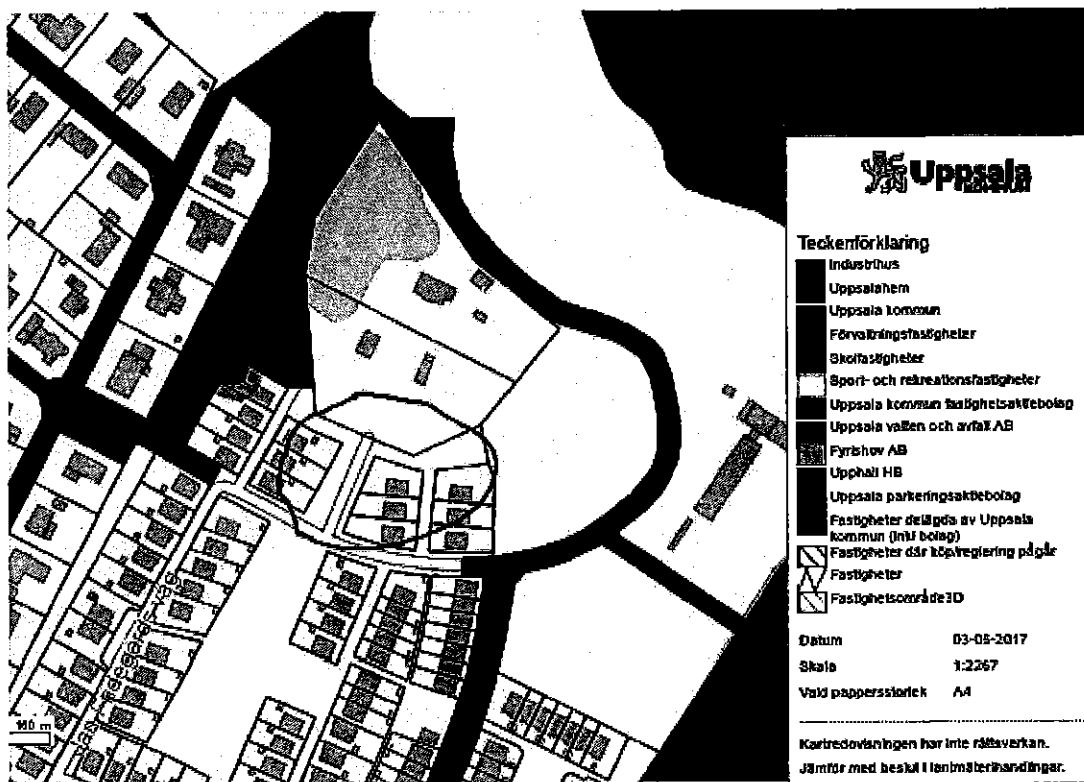 Uppsala
Teckenförklaring
Industrihus
Uppsalahem
Uppsala kommun
Förvaltningsfastigheter
Skolfastigheter
Sport- och rekreationsfastigheter
Uppsala kommun fastighetsaktiebolag
Uppsala vatten och avfall AB
Fyrishov AB
Upphall HB
Uppsala parkeringsaktiebolag
Fastigheter delägda av Uppsala
kommun (inkl bolag)
Fastigheter där köp/reglering pågår
Fastigheter
Fastighetsområde3D
Datum 03-05-2017
Skala 1:2267
Vald pappersstorlek A4
Kartredovisningen har inte rättsverkan.
Jämför med beslut i lantmäterihandlingar.